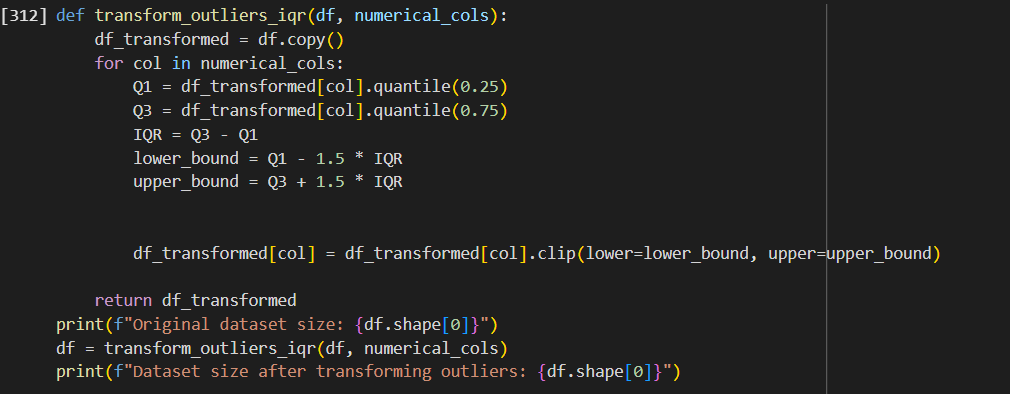 [312] def transform_outliers_iqr(df, numerical_cols):
df_transformed = df.copy()
for col in numerical_cols:
Q1 = df_transformed[col].quantile(0.25)
Q3 = df_transformed[col].quantile(0.75)
IQR = Q3 - Q1
lower_bound = Q1 - 1.5 * IQR
upper_bound = Q3 + 1.5 * IQR
df_transformed[col] = df_transformed[col].clip(lower=lower_bound, upper=upper_bound)
return df_transformed
print(f"Original dataset size: {df.shape[0]}")
df = transform_outliers_iqr(df, numerical_cols)
print(f"Dataset size after transforming outliers: {df.shape[0]}")